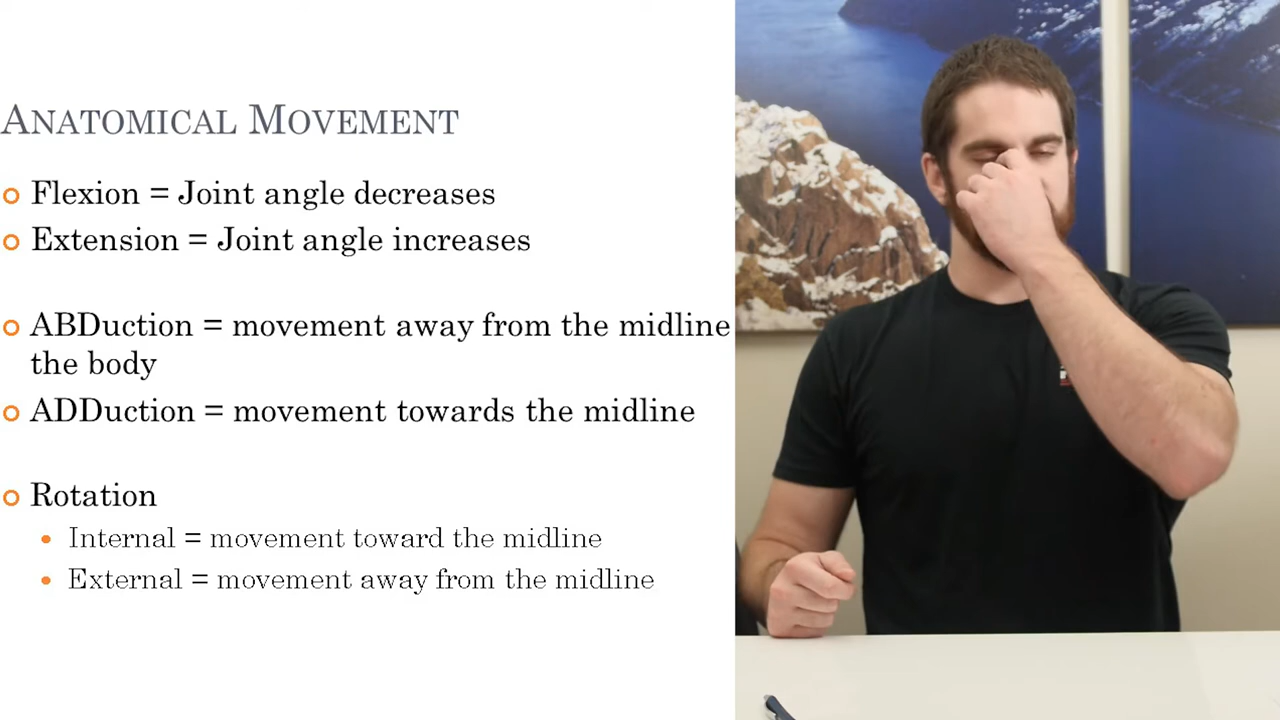 ANATOMICAL MOVEMENT
Flexion = Joint angle decreases
Extension = Joint angle increases
ABDuction = movement away from the midline
the body
ADDuction = movement towards the midline
Rotation
Internal = movement toward the midline
External = movement away from the midline